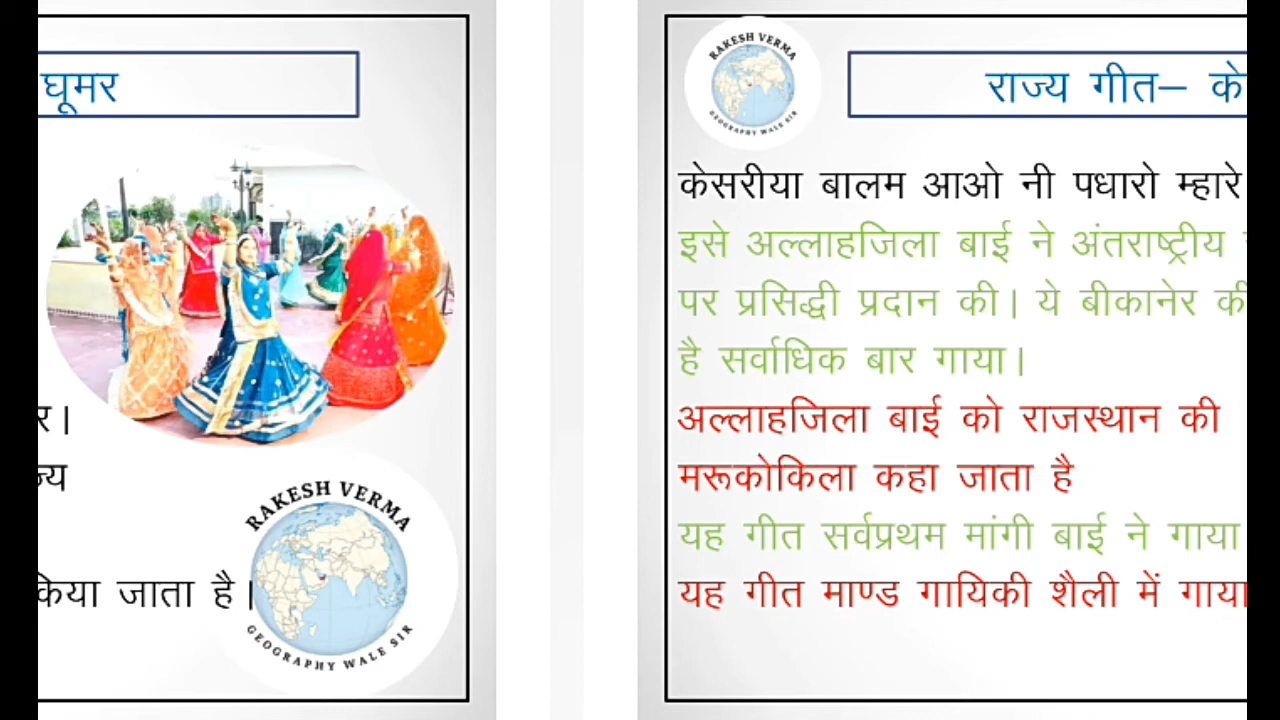 घूमर
र।
ज्य
किया जाता है।
RAKESH VERMA
GEOGRAPHY WALE SIR
RAKESH VERMA
GEOGRAPHY WALE SIR
राज्य गीत– के
केसरीया बालम आओ नी पधारो म्हारे
इसे अल्लाहजिला बाई ने अंतराष्ट्रीय
पर प्रसिद्धी प्रदान की। ये बीकानेर की
है सर्वाधिक बार गाया।
अल्लाहजिला बाई को राजस्थान की
मरूकोकिला कहा जाता है
यह गीत सर्वप्रथम मांगी बाई ने गाया
यह गीत माण्ड गायिकी शैली में गाया